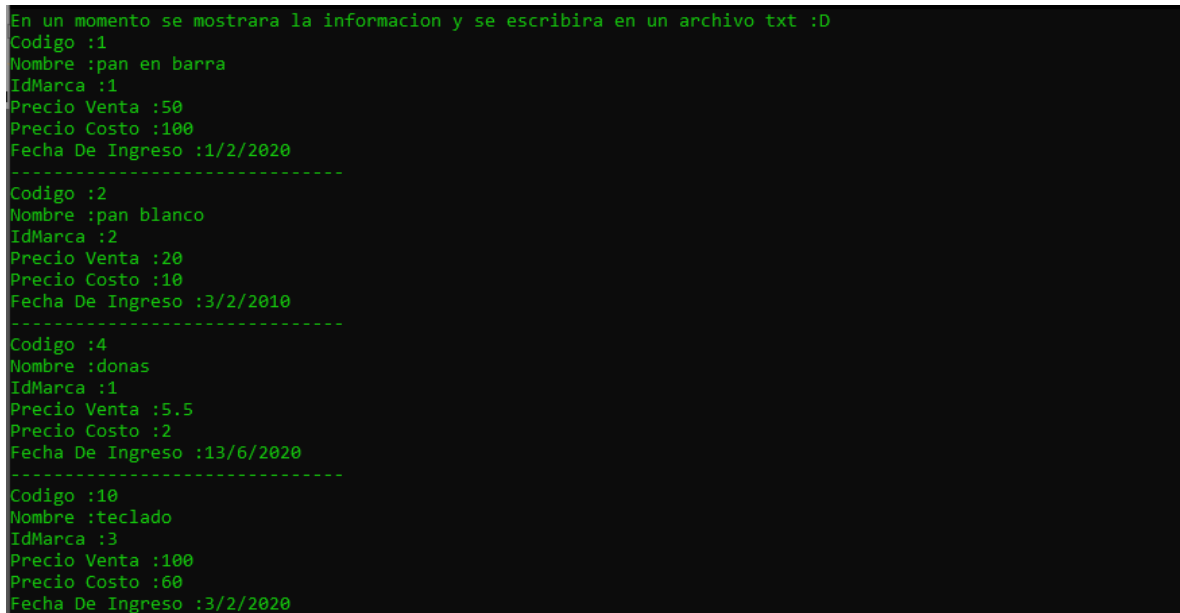 En un momento se mostrara la informacion y se escribira en un archivo txt :D
Codigo :1
Nombre :pan en barra
IdMarca :1
Precio Venta :50
Precio Costo :100
Fecha De Ingreso :1/2/2020
--------------------------------
Codigo :2
Nombre :pan blanco
IdMarca :2
Precio Venta :20
Precio Costo :10
Fecha De Ingreso :3/2/2010
--------------------------------
Codigo :4
Nombre :donas
IdMarca :1
Precio Venta :5.5
Precio Costo :2
Fecha De Ingreso :13/6/2020
--------------------------------
Codigo :10
Nombre :teclado
IdMarca :3
Precio Venta :100
Precio Costo :60
Fecha De Ingreso :3/2/2020